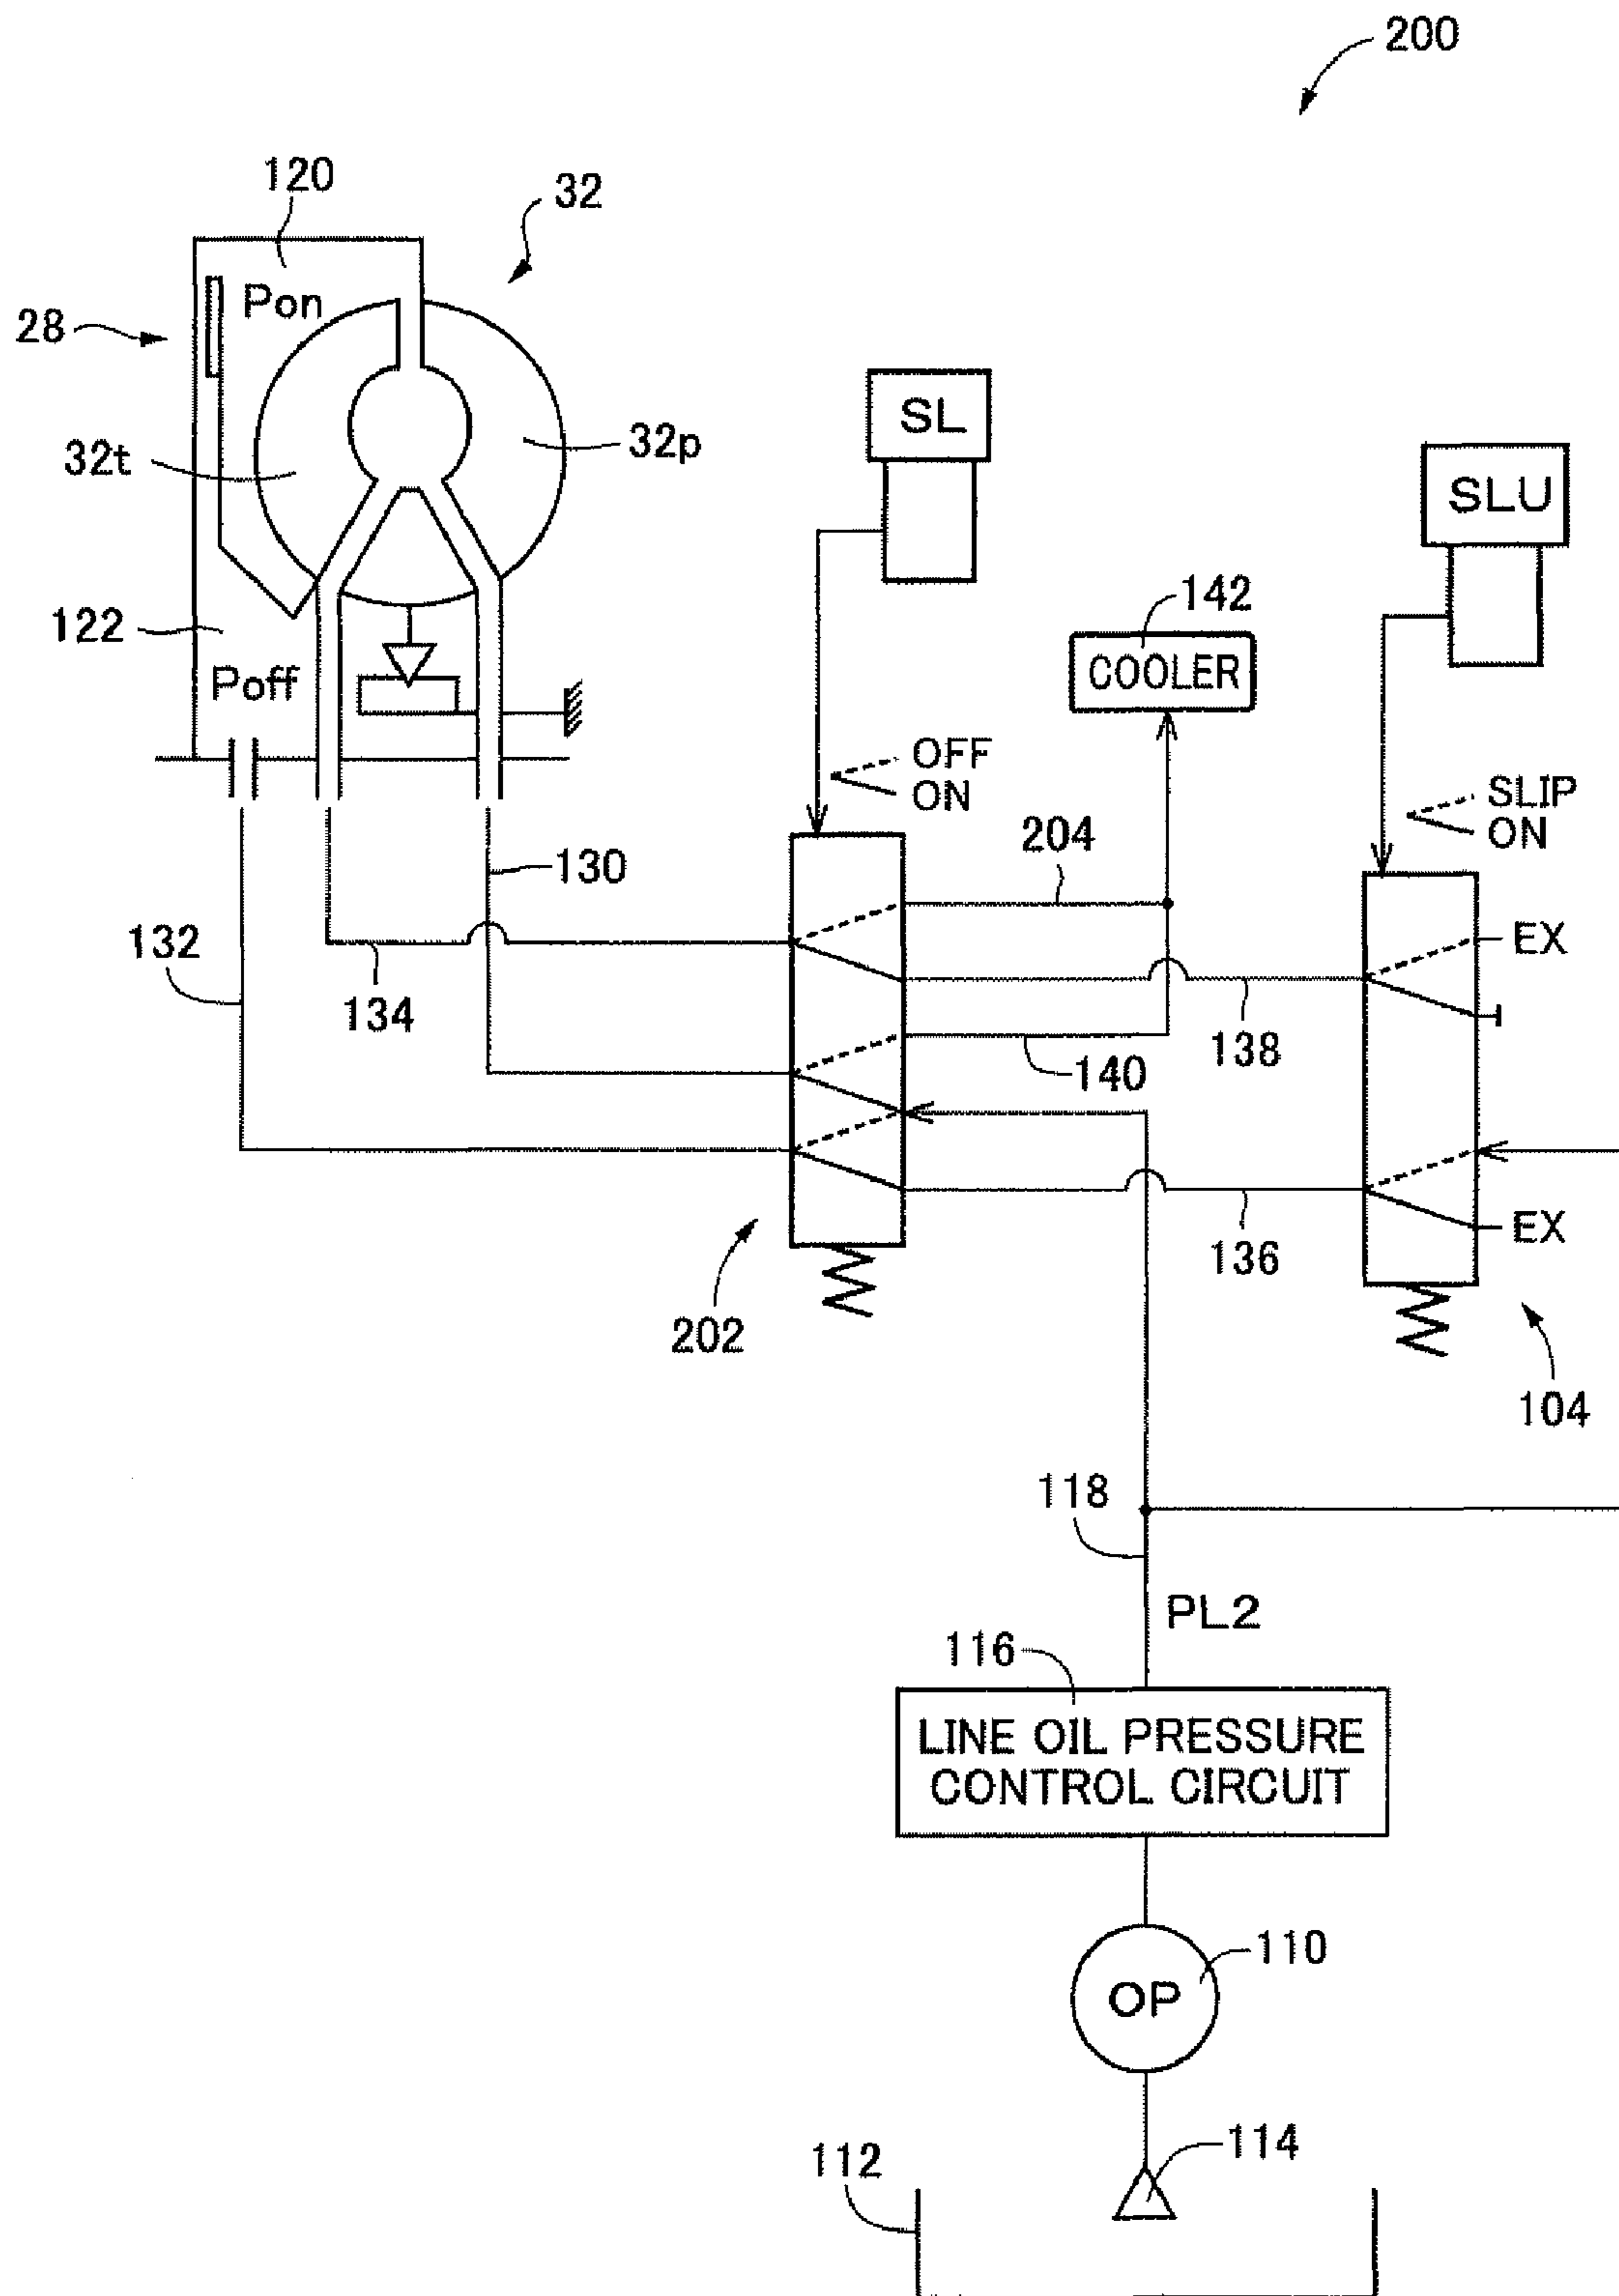 200
120
32
Pon
28
SL
32t
32p
SLU
142
122
COOLER
Poff
OFF
ON
SLIP
ON
204
130
132
EX
134
138
140
EX
136
202
104
118
PL2
116
LINE OIL PRESSURE
CONTROL CIRCUIT
110
OP
114
112